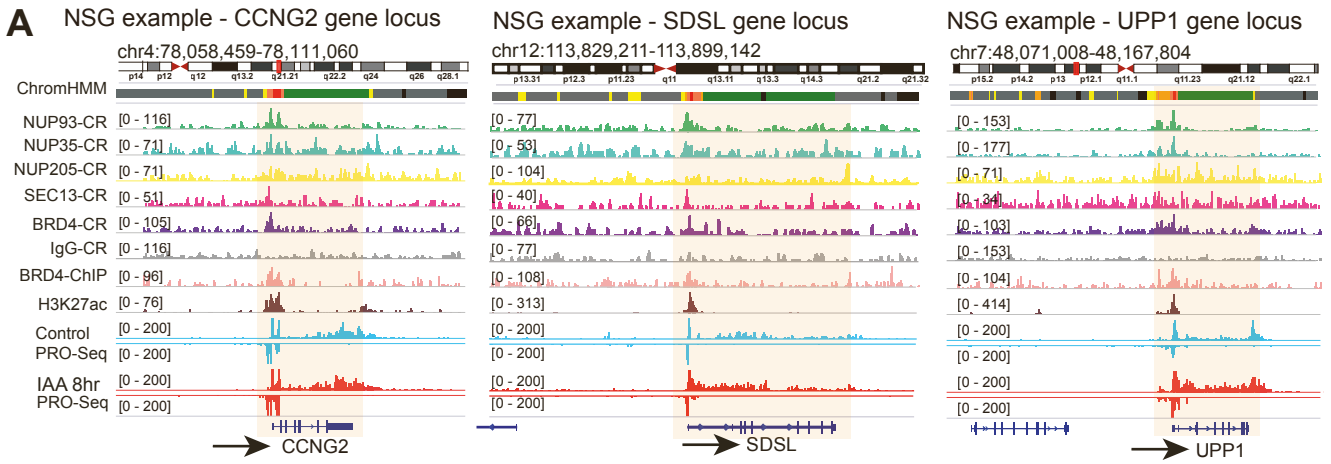 A
NSG example - CCNG2 gene locus
NSG example - SDSL gene locus
NSG example - UPP1 gene locus
chr4:78,058,459-78,111,060
chr12:113,829,211-113,899,142
chr7:48,071,008-48,167,804
p14 p12 q12 q13.2 q21.21 q22.2 q24 q26 q28.1
p13.31 p12.3 p11.23 q11 q13.11 q13.3 q14.3 q21.2 q21.32
p15.2 p14.2 p13 p12.1 q11.1 q11.23 q21.12 q22.1
ChromHMM
NUP93-CR [0 - 116] [0 - 77] [0 - 153]
NUP35-CR [0 - 71] [0 - 53] [0 - 177]
NUP205-CR [0 - 71] [0 - 104] [0 - 71]
SEC13-CR [0 - 51] [0 - 40] [0 - 34]
BRD4-CR [0 - 105] [0 - 66] [0 - 103]
IgG-CR [0 - 116] [0 - 77] [0 - 153]
BRD4-ChIP [0 - 96] [0 - 108] [0 - 104]
H3K27ac [0 - 76] [0 - 313] [0 - 414]
Control [0 - 200] [0 - 200] [0 - 200]
PRO-Seq [0 - 200] [0 - 200] [0 - 200]
IAA 8hr [0 - 200] [0 - 200] [0 - 200]
PRO-Seq [0 - 200] [0 - 200] [0 - 200]
CCNG2 SDSL UPP1